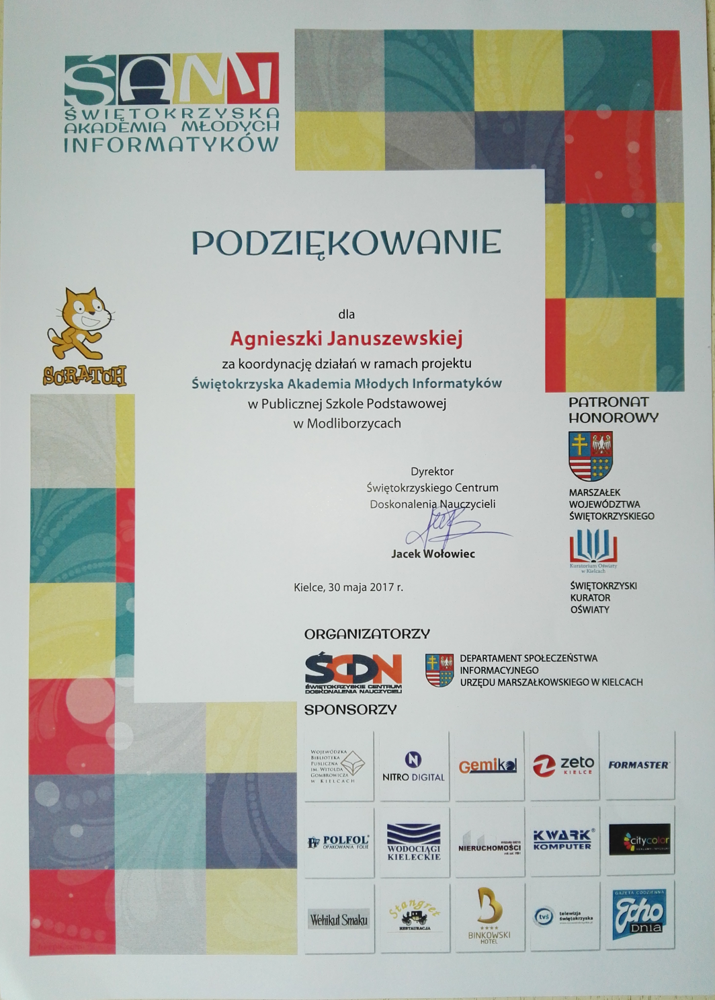 ŚAMI
ŚWIĘTOKRZYSKA
AKADEMIA MŁODYCH
INFORMATYKÓW
PODZIĘKOWANIE
SCRATCH
dla
Agnieszki Januszewskiej
za koordynację działań w ramach projektu
Świętokrzyska Akademia Młodych Informatyków
w Publicznej Szkole Podstawowej
w Modliborzycach
Dyrektor
Świętokrzyskiego Centrum
Doskonalenia Nauczycieli
Jacek Wołowiec
Kielce, 30 maja 2017 r.
PATRONAT
HONOROWY
MARSZAŁEK
WOJEWÓDZTWA
ŚWIĘTOKRZYSKIEGO
Kuratorium Oświaty
w Kielcach
ŚWIĘTOKRZYSKI
KURATOR
OŚWIATY
ORGANIZATORZY
ŚCDN
ŚWIĘTOKRZYSKIE CENTRUM
DOSKONALENIA NAUCZYCIELI
DEPARTAMENT SPOŁECZEŃSTWA
INFORMACYJNEGO
URZĘDU MARSZAŁKOWSKIEGO W KIELCACH
SPONSORZY
WOJEWÓDZKA
BIBLIOTEKA
PUBLICZNA
IM. WITOLDA
GOMBROWICZA
W KIELCACH
N
NITRO DIGITAL
Gemikol
zeto
KIELCE
FORMASTER
PF POLFOL®
OPAKOWANIA FOLIE
WODOCIĄGI
KIELECKIE
NIERUCHOMOŚCI
KWARK®
KOMPUTER
citycolor
Wehikuł Smaku
Stangret
RESTAURACJA
B
BINKOWSKI
HOTEL
tvś
telewizja
świętokrzyska
GAZETA CODZIENNA
Echo
Dnia